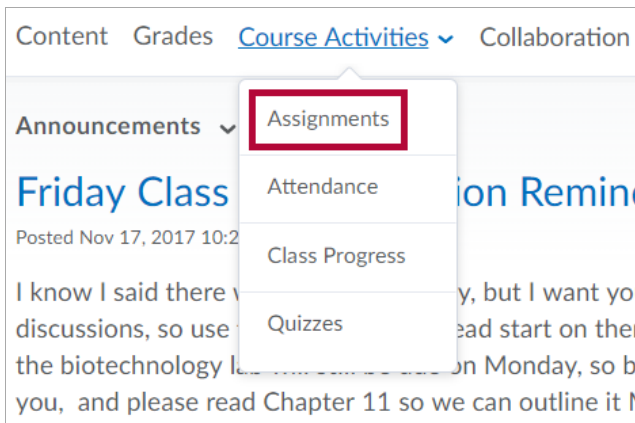 Content Grades Course Activities Collaboration
Announcements
Assignments
Attendance
Class Progress
Quizzes
Friday Class ion Remin
Posted Nov 17, 2017 10:2
I know I said there y, but I want yo
discussions, so use ead start on the
the biotechnology on Monday, so b
you, and please read Chapter 11 so we can outline it